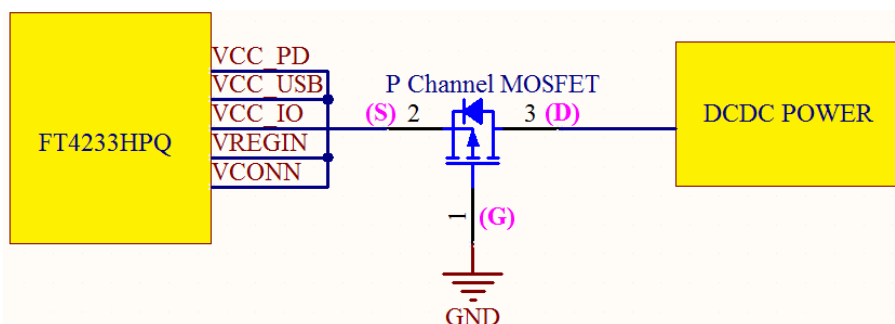 VCC_PD
VCC_USB
VCC_IO
VREGIN
VCONN
FT4233HPQ
P Channel MOSFET
(S) 2
3 (D)
1 (G)
GND
DCDC POWER